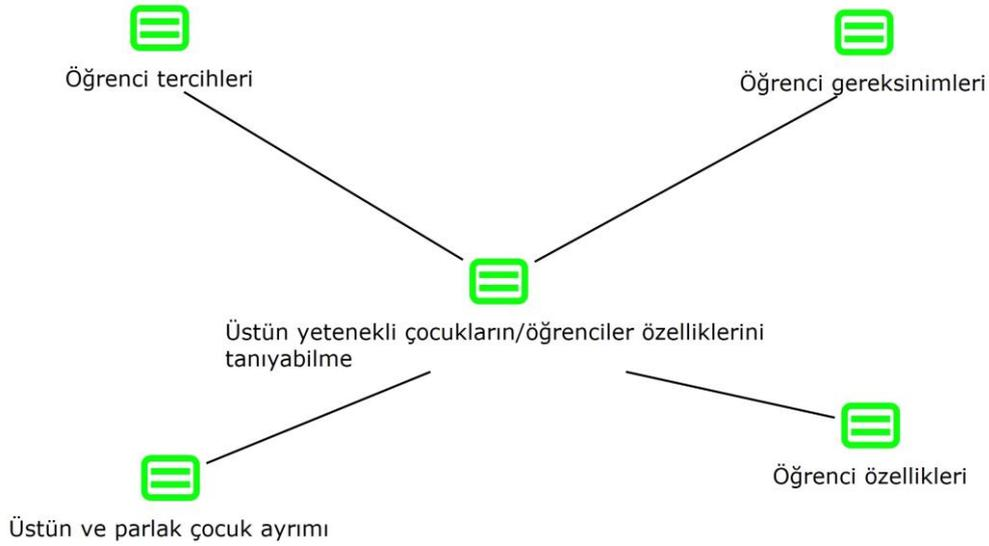 Öğrenci tercihleri
Öğrenci gereksinimleri
Üstün yetenekli çocukların/öğrenciler özelliklerini
tanıyabilme
Öğrenci özellikleri
Üstün ve parlak çocuk ayrımı